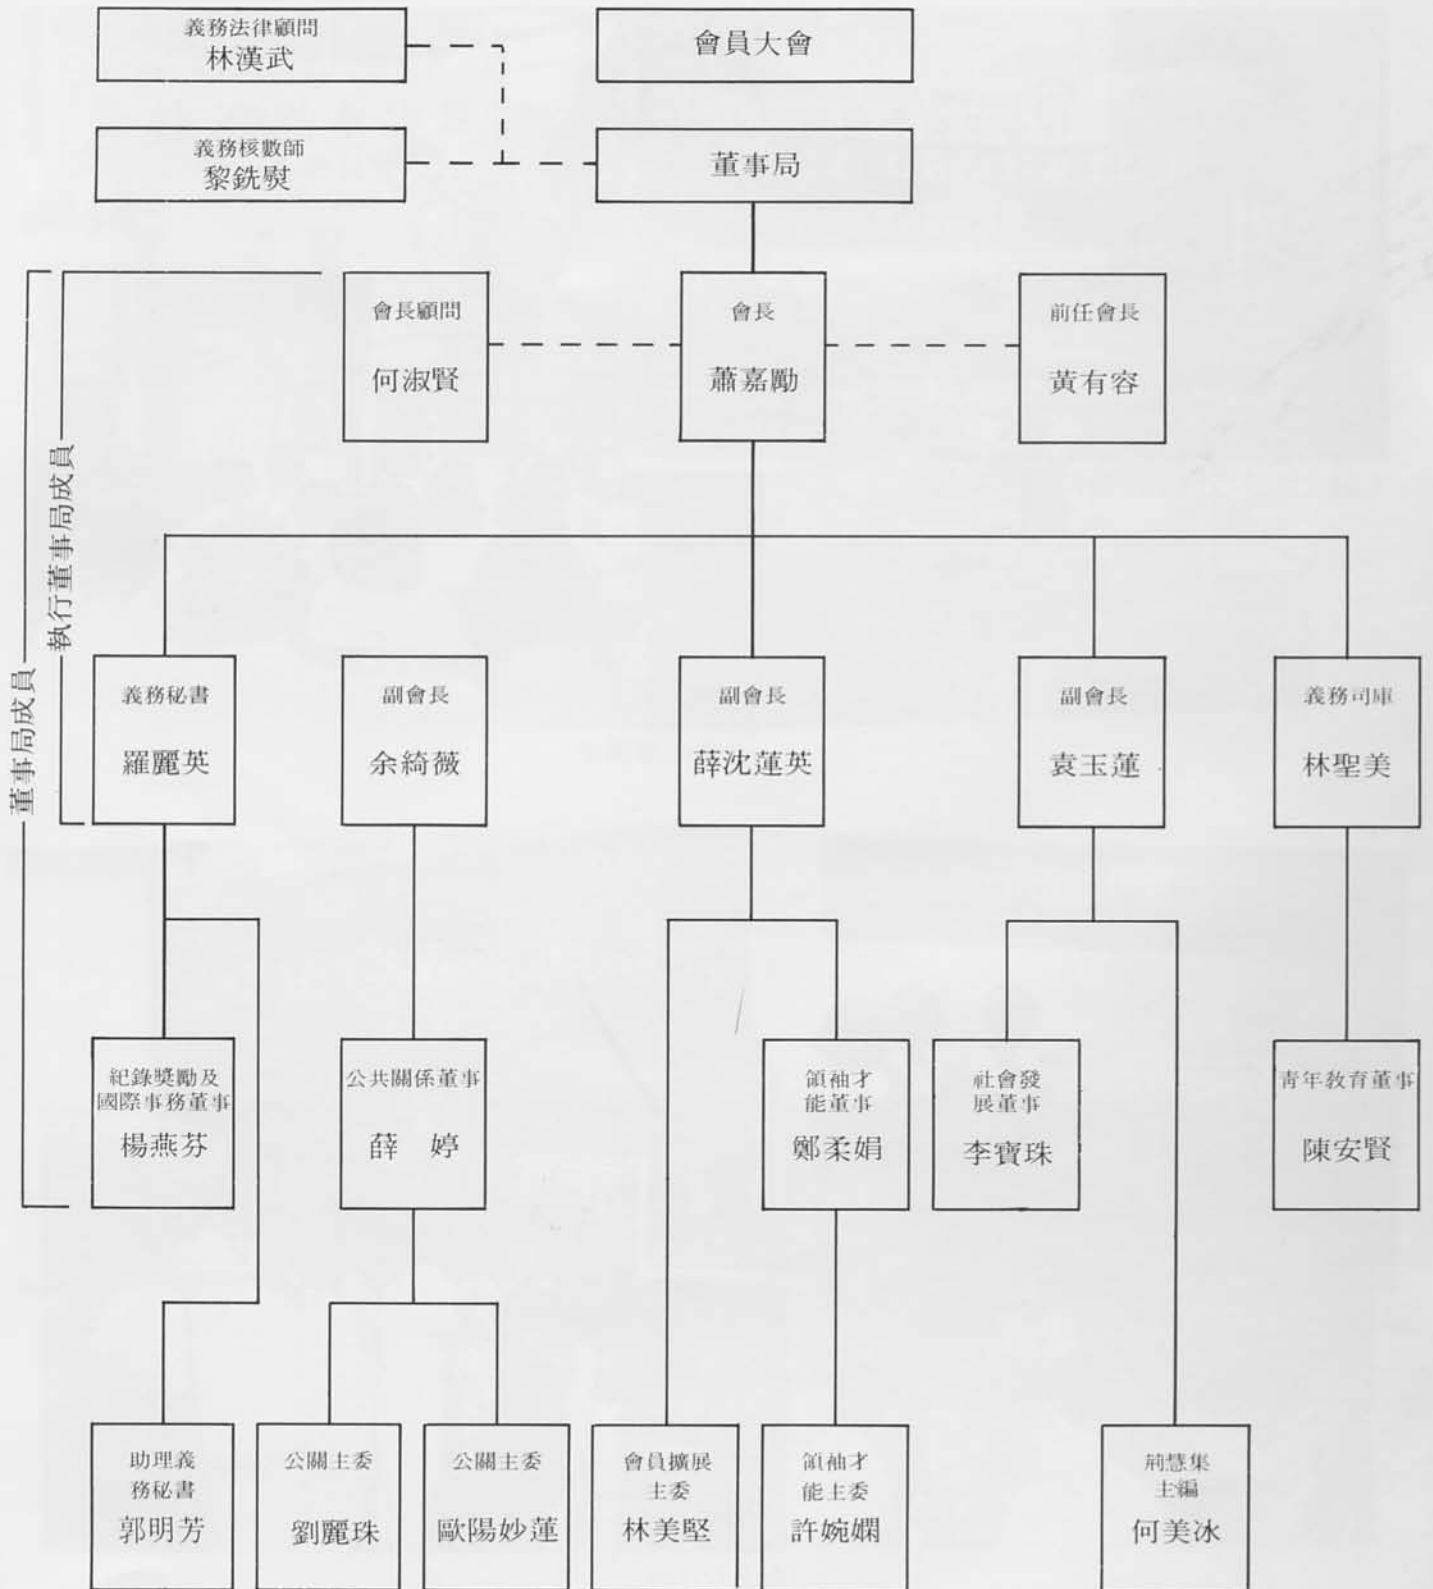 義務法律顧問
林漢武
會員大會
義務核數師
黎銑熨
董事局
會長顧問
何淑賢
會長
蕭嘉勵
前任會長
黃有容
執行董事局成員
董事局成員
義務秘書
羅麗英
副會長
余綺薇
副會長
薛沈蓮英
副會長
袁玉蓮
義務司庫
林聖美
紀錄獎勵及
國際事務董事
楊燕芬
公共關係董事
薛　婷
領袖才
能董事
鄭柔娟
社會發
展董事
李寶珠
青年教育董事
陳安賢
助理義
務秘書
郭明芳
公關主委
劉麗珠
公關主委
歐陽妙蓮
會員擴展
主委
林美堅
領袖才
能主委
許婉嫻
荊慧集
主編
何美冰